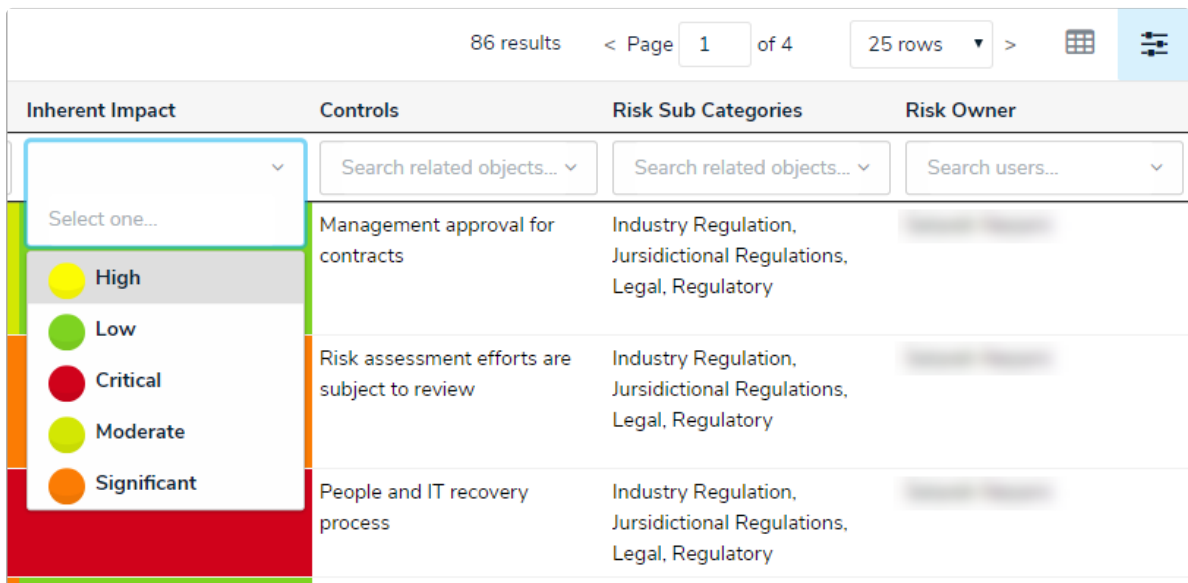 86 results < Page 1 of 4 25 rows >
Inherent Impact Controls Risk Sub Categories Risk Owner
Search related objects... Search related objects... Search users...
Select one...
High
Low
Critical
Moderate
Significant
Management approval for
contracts
Industry Regulation,
Jursidictional Regulations,
Legal, Regulatory
Risk assessment efforts are
subject to review
Industry Regulation,
Jursidictional Regulations,
Legal, Regulatory
People and IT recovery
process
Industry Regulation,
Jursidictional Regulations,
Legal, Regulatory